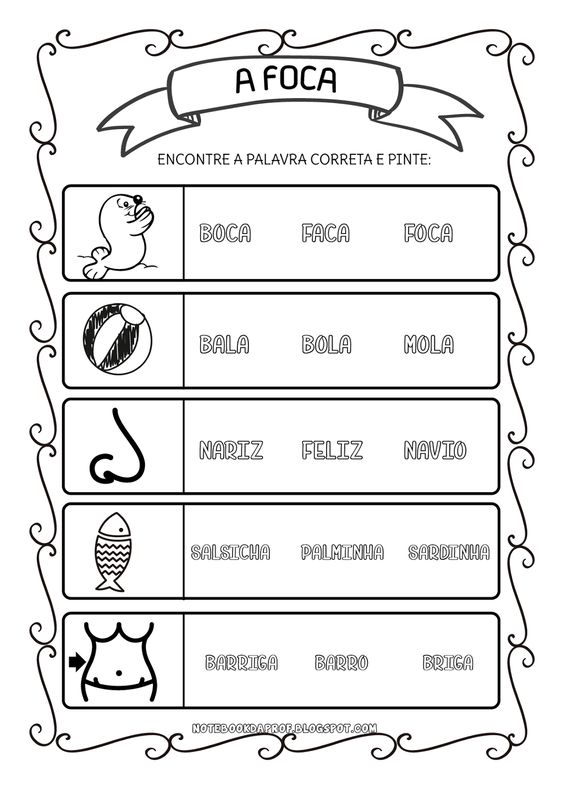 A FOCA
ENCONTRE A PALAVRA CORRETA E PINTE:
BOCA FACA FOCA
BALA BOLA MOLA
NARIZ FELIZ NAVIO
SALSICHA PALMINHA SARDINHA
BARRIGA BARRO BRIGA
NOTEBOOKDAPROF.BLOGSPOT.COM